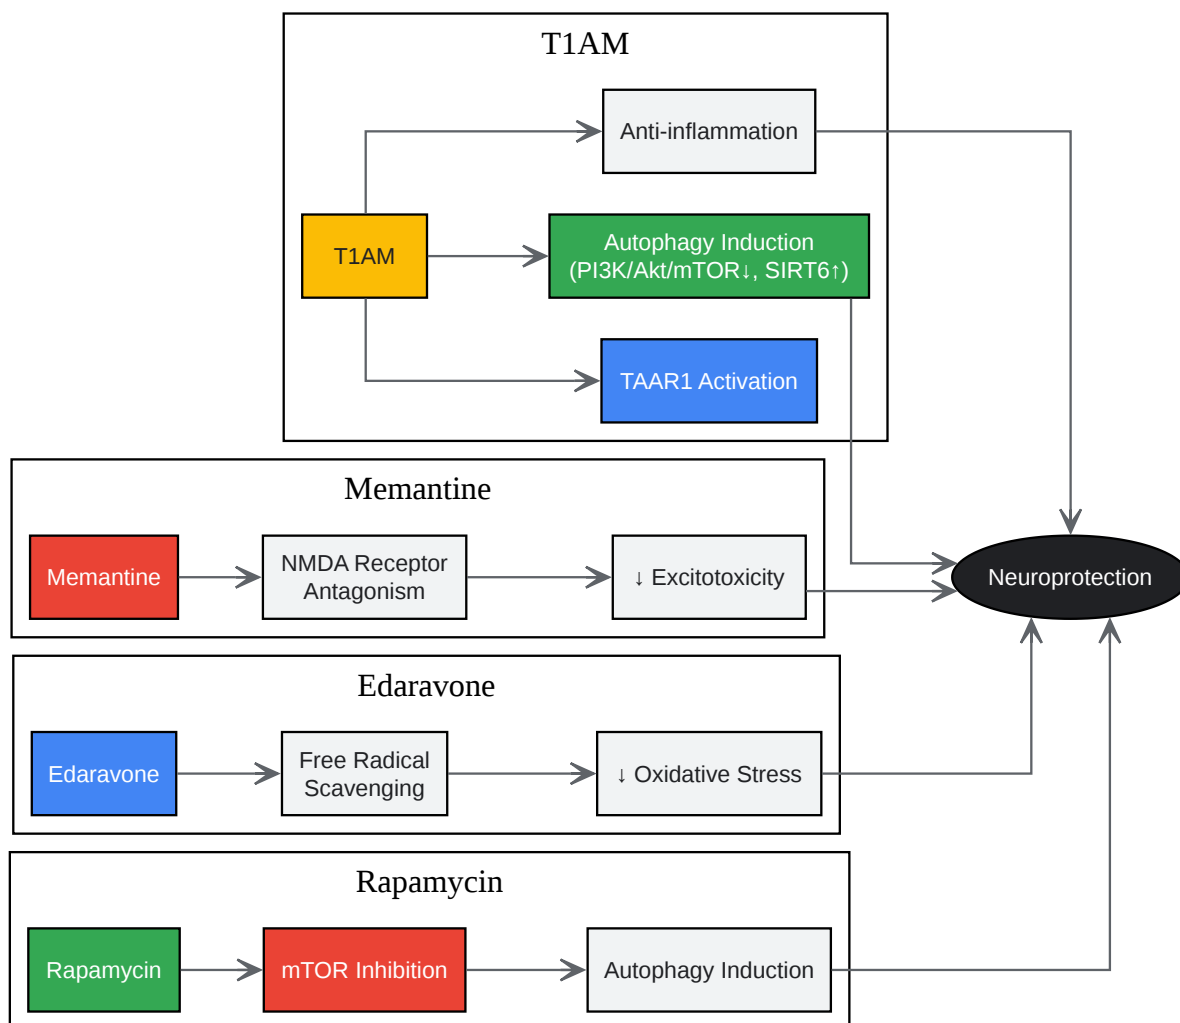 T1AM
Anti-inflammation
T1AM
Autophagy Induction
(PI3K/Akt/mTOR↓, SIRT6↑)
TAAR1 Activation
Memantine
Memantine
NMDA Receptor
Antagonism
↓ Excitotoxicity
Neuroprotection
Edaravone
Edaravone
Free Radical
Scavenging
↓ Oxidative Stress
Rapamycin
Rapamycin
mTOR Inhibition
Autophagy Induction